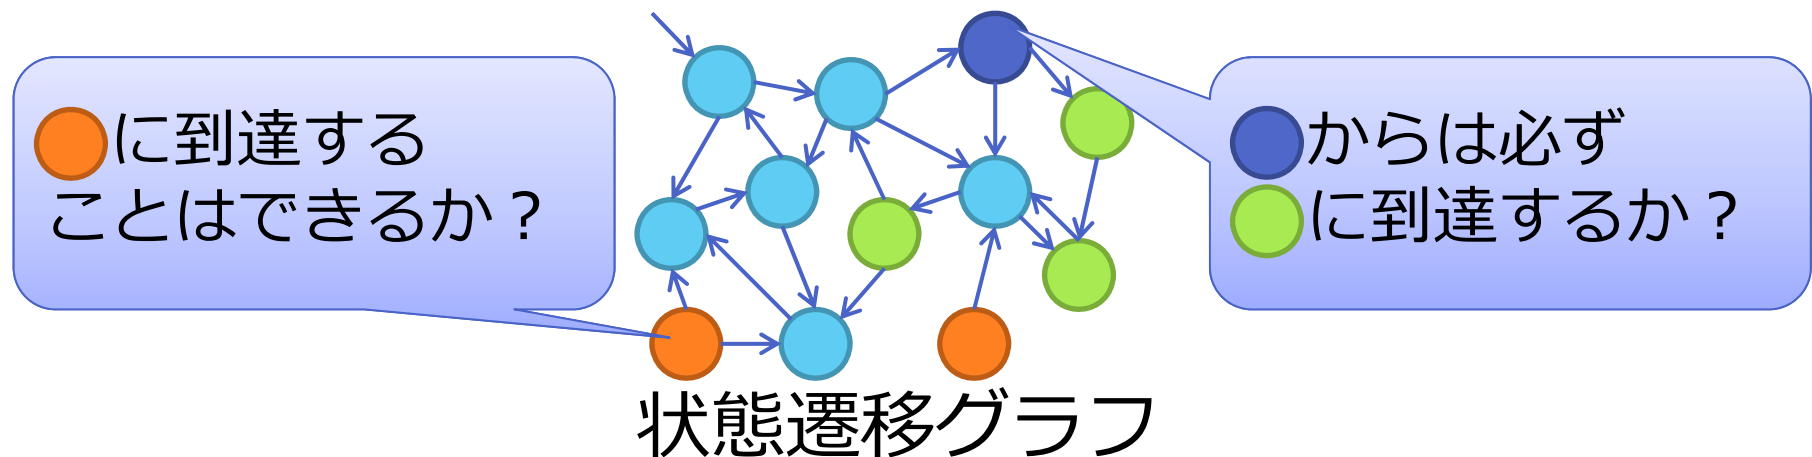 に到達する
ことはできるか？
からは必ず
に到達するか？
状態遷移グラフ